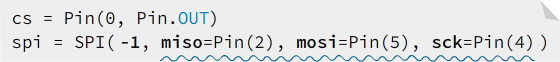 cs = Pin(0, Pin.OUT)
spi = SPI(-1, miso=Pin(2), mosi=Pin(5), sck=Pin(4))